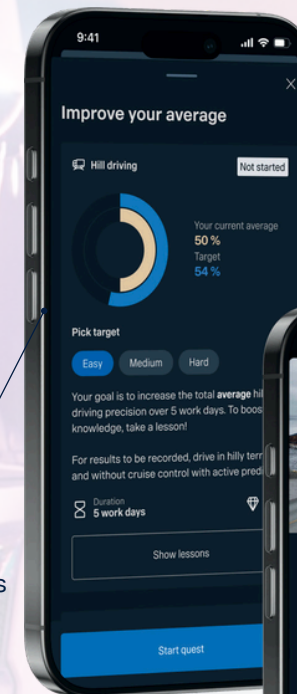 9:41
Improve your average
Hill driving
Not started
Your current average
50 %
Target
54 %
Pick target
Easy Medium Hard
Your goal is to increase the total average
driving precision over 5 work days. To
knowledge, take a lesson!
For results to be recorded, drive in hilly
and without cruise control with active
Duration
5 work days
Show lessons
Start quest
s